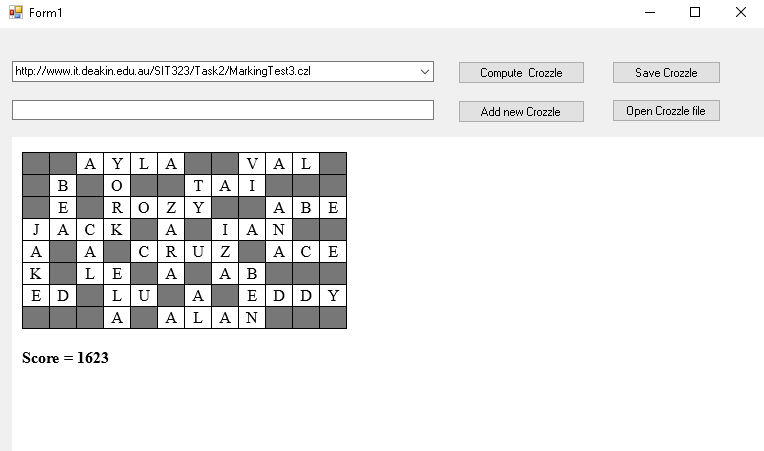 Form1
http://www.it.deakin.edu.au/SIT323/Task2/MarkingTest3.czl
Compute Crozzle
Save Crozzle
Add new Crozzle
Open Crozzle file
A Y L A V A L
B O T A I
E R O Z Y A B E
J A C K A I A N
A A C R U Z A C E
K L E A A B
E D L U A E D D Y
A A L A N
Score = 1623